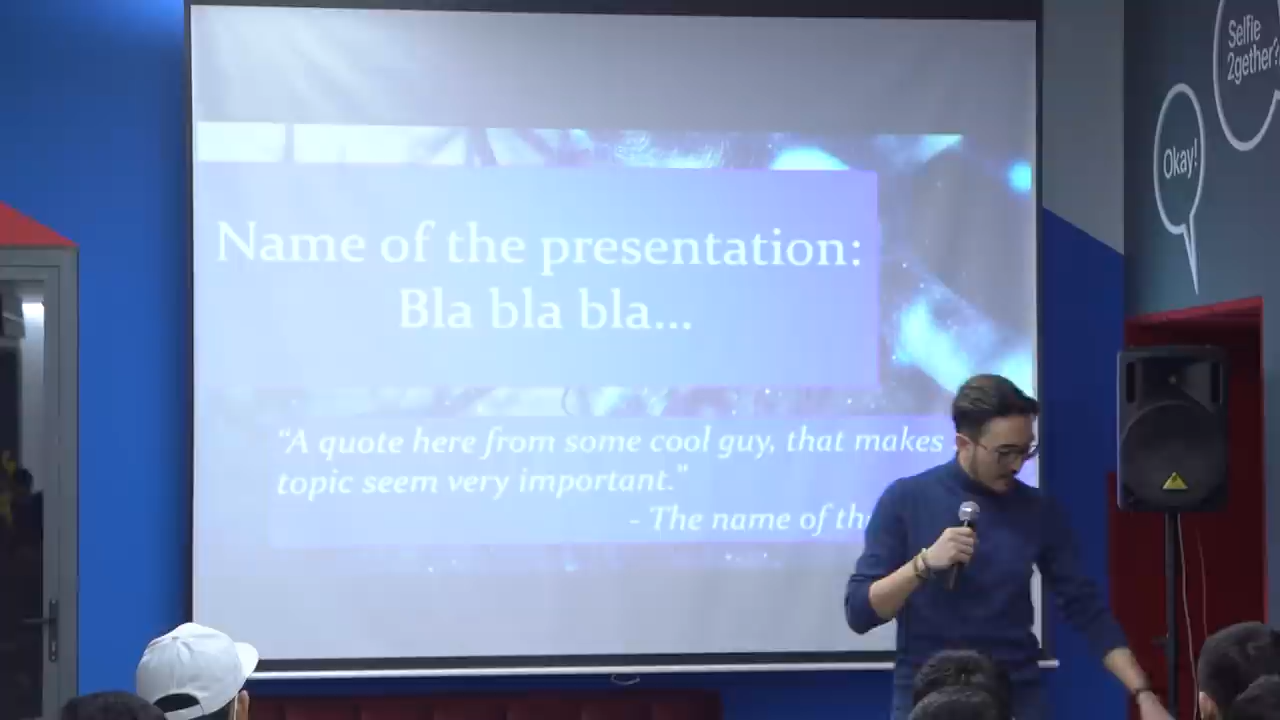 Name of the presentation:
Bla bla bla...
“A quote here from some cool guy, that makes
topic seem very important."
- The name of the
Selfie
2gether?
Okay!